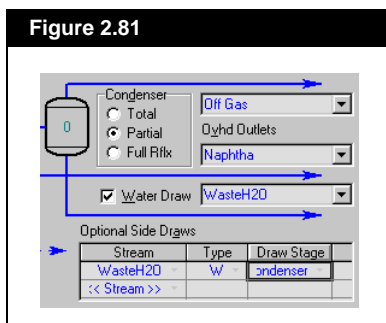 Figure 2.81
Condenser
Total
Off Gas
0
Partial
Ovhd Outlets
Full Rflx
Naphtha
Water Draw
WasteH2O
Optional Side Draws
Stream Type Draw Stage
WasteH2O W ondenser
<< Stream >>